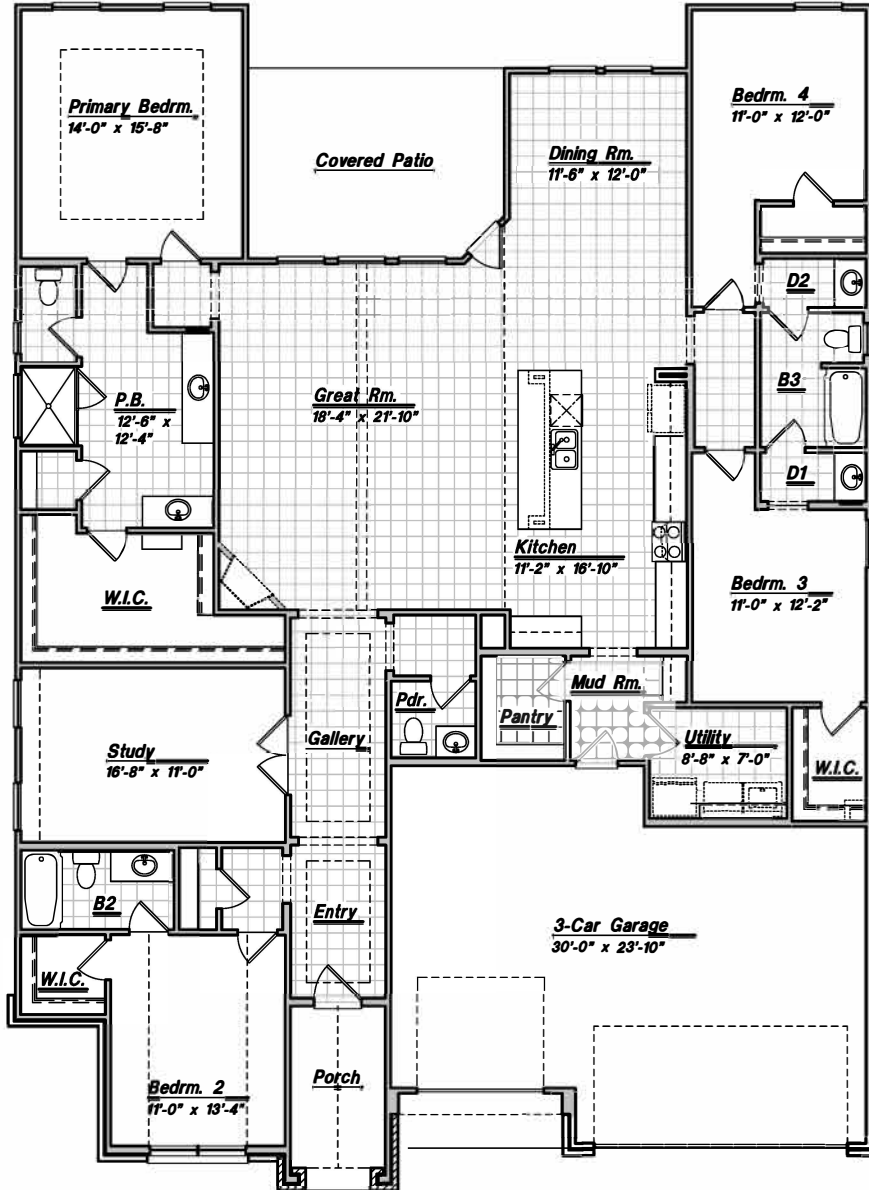 Primary Bedrm.
14'-0" x 15'-8"
Covered Patio
Dining Rm.
11'-6" x 12'-0"
Bedrm. 4
11'-0" x 12'-0"
D2
P.B.
12'-6" x
12'-4"
Great Rm.
18'-4" x 21'-10"
B3
D1
Kitchen
11'-2" x 16'-10"
Bedrm. 3
11'-0" x 12'-2"
W.I.C.
Study
16'-8" x 11'-0"
Gallery
Pdr.
Pantry
Mud Rm.
Utility
8'-8" x 7'-0"
W.I.C.
B2
Entry
3-Car Garage
30'-0" x 23'-10"
W.I.C.
Bedrm. 2
11'-0" x 13'-4"
Porch